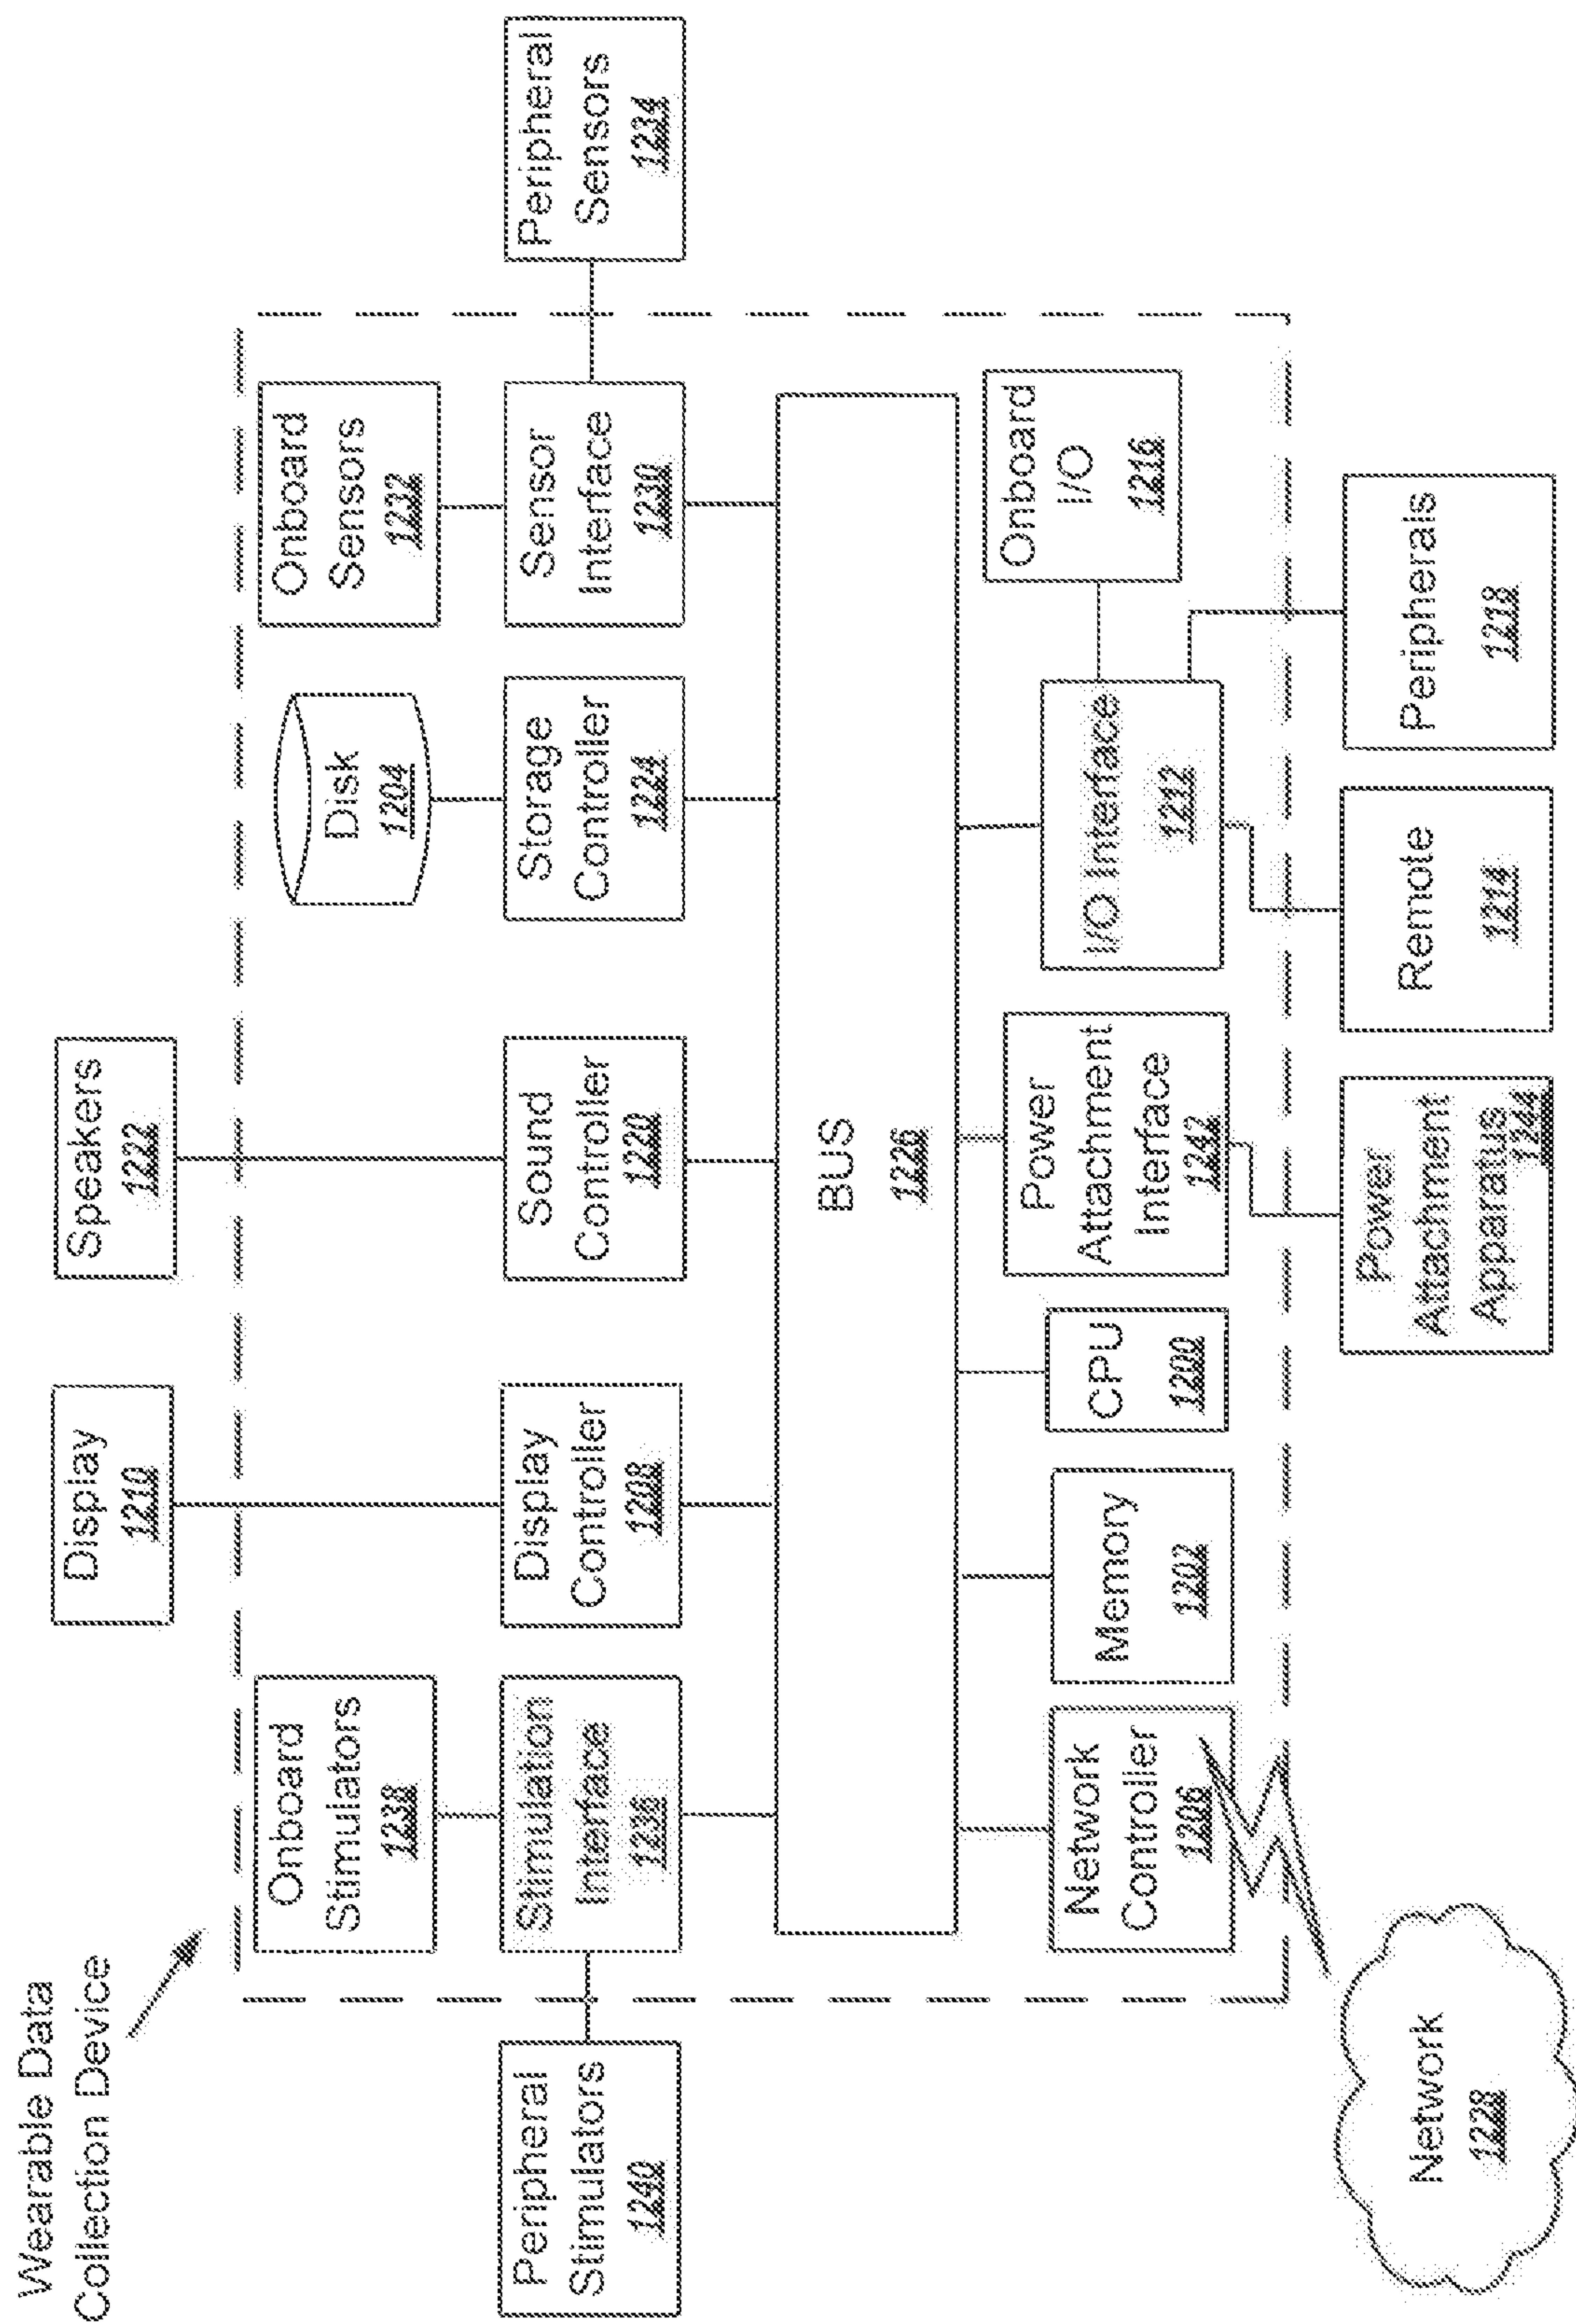 Wearable Data
Collection Device
Display
1210
Speakers
1222
Onboard
Stimulators
1238
Disk
1204
Onboard
Sensors
1232
Peripheral
Stimulators
1240
Stimulation
Interface
1236
Display
Controller
1208
Sound
Controller
1220
Storage
Controller
1224
Sensor
Interface
1230
Peripheral
Sensors
1234
BUS
1226
Network
Controller
1206
Memory
1202
CPU
1200
Power
Attachment
Interface
1242
I/O Interface
1212
Onboard
I/O
1216
Network
1228
Power
Attachment
Apparatus
1244
Remote
1214
Peripherals
1218